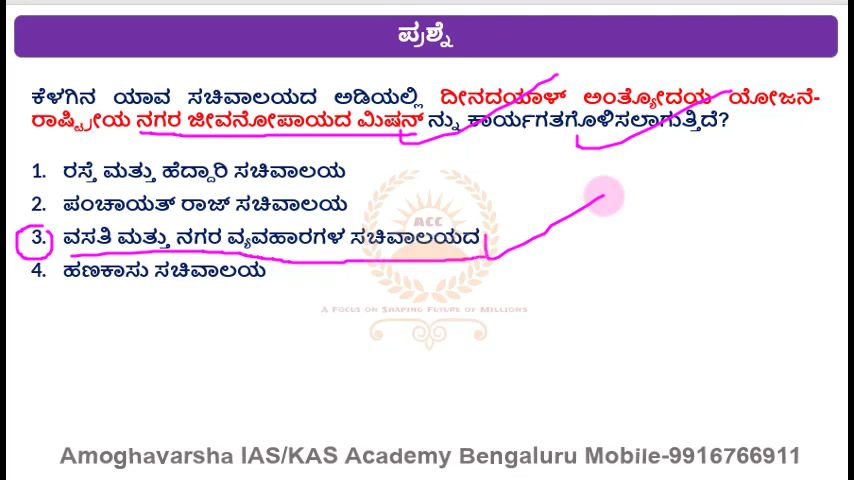 ಪ್ರಶ್ನೆ
ಕೆಳಗಿನ ಯಾವ ಸಚಿವಾಲಯದ ಅಡಿಯಲ್ಲಿ ದೀನದಯಾಳ್ ಅಂತ್ಯೋದಯ ಯೋಜನೆ-
ರಾಷ್ಟ್ರೀಯ ನಗರ ಜೀವನೋಪಾಯದ ಮಿಷನ್ ನ್ನು ಕಾರ್ಯಗತಗೊಳಿಸಲಾಗುತ್ತಿದೆ?
1. ರಸ್ತೆ ಮತ್ತು ಹೆದ್ದಾರಿ ಸಚಿವಾಲಯ
2. ಪಂಚಾಯತ್ ರಾಜ್ ಸಚಿವಾಲಯ
3. ವಸತಿ ಮತ್ತು ನಗರ ವ್ಯವಹಾರಗಳ ಸಚಿವಾಲಯದ
4. ಹಣಕಾಸು ಸಚಿವಾಲಯ
ACC
A Focus on Shaping Future of Millions
Amoghavarsha IAS/KAS Academy Bengaluru Mobile-9916766911